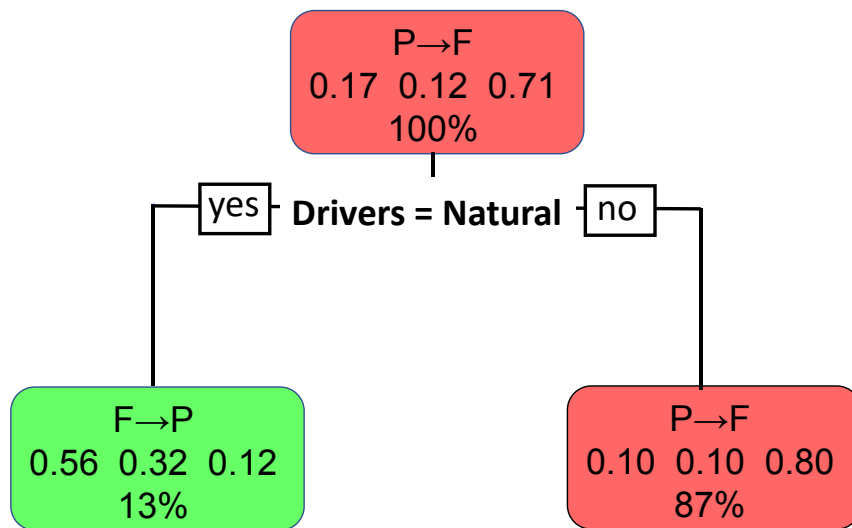 P→F
0.17 0.12 0.71
100%
yes Drivers = Natural no
F→P
0.56 0.32 0.12
13%
P→F
0.10 0.10 0.80
87%